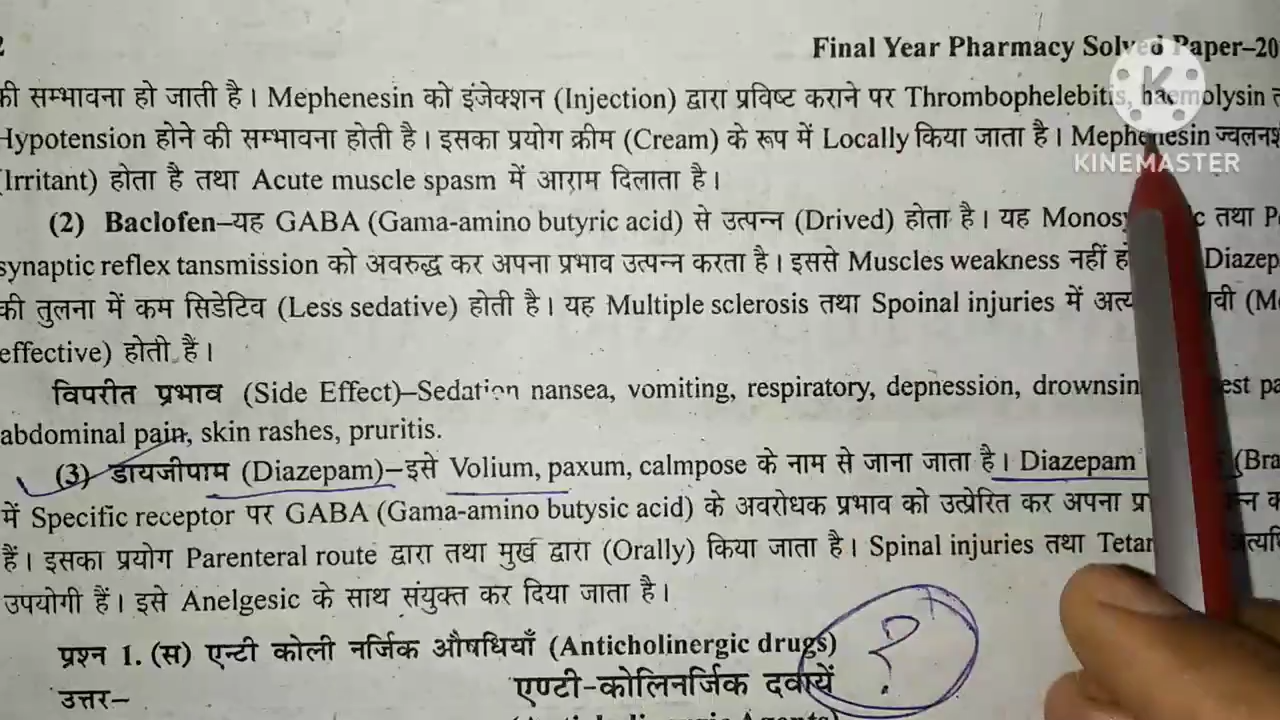 2 Final Year Pharmacy Solved Paper–20
की सम्भावना हो जाती है। Mephenesin को इंजेक्शन (Injection) द्वारा प्रविष्ट कराने पर Thrombophelebitis, haemolysin
Hypotension होने की सम्भावना होती है। इसका प्रयोग क्रीम (Cream) के रूप में Locally किया जाता है। Mephenesin
KINEMASTER
(Irritant) होता है तथा Acute muscle spasm में आराम दिलाता है।
(2) Baclofen–यह GABA (Gama-amino butyric acid) से उत्पन्न (Drived) होता है। यह तथा
synaptic reflex tansmission को अवरुद्ध कर अपना प्रभाव उत्पन्न करता है। इससे Muscles weakness नहीं Diazep
की तुलना में कम सिडेटिव (Less sedative) होती है। यह Multiple sclerosis तथा Spoinal injuries में
effective) होती हैं।
विपरीत प्रभाव (Side Effect)–Sedation nansea, vomiting, respiratory, depnession,
abdominal pain, skin rashes, pruritis.
(3) डायजीपाम (Diazepam)–इसे Volium, paxum, calmpose के नाम से जाना जाता है। Diazepam (Bra
में Specific receptor पर GABA (Gama-amino butysic acid) के अवरोधक प्रभाव को उत्प्रेरित कर अपना
हैं। इसका प्रयोग Parenteral route द्वारा तथा मुख द्वारा (Orally) किया जाता है। Spinal injuries तथा
उपयोगी हैं। इसे Anelgesic के साथ संयुक्त कर दिया जाता है।
प्रश्न 1. (स) एन्टी कोली नर्जिक औषधियाँ (Anticholinergic drugs)
?
उत्तर– एण्टी-कोलिनर्जिक दवायें